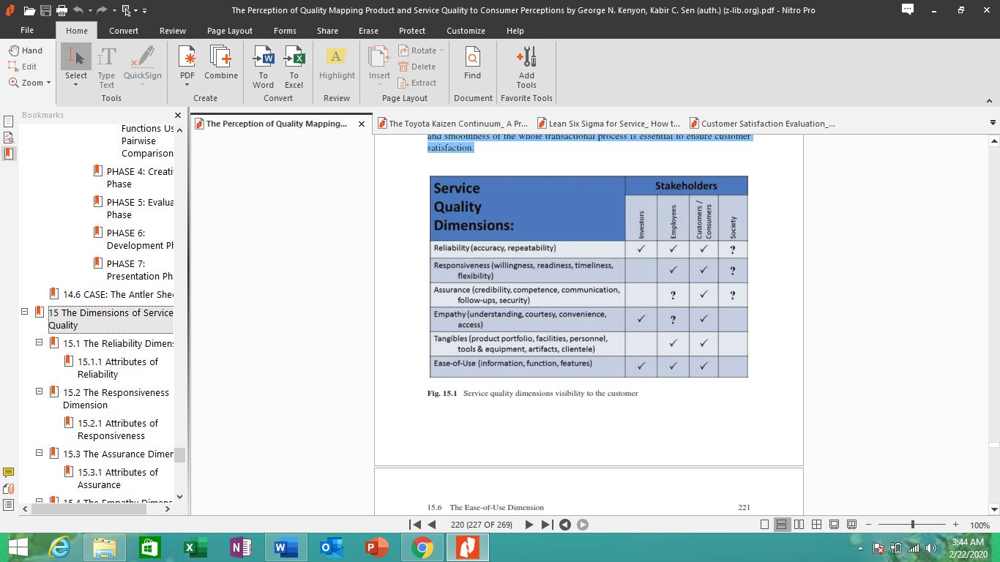 The Perception of Quality Mapping Product and Service Quality to Consumer Perceptions by George N. Kenyon, Kabir C. Sen (auth.) (z-lib.org).pdf - Nitro Pro
File Home Convert Review Page Layout Forms Share Erase Protect Customize Help
Hand
Edit
Zoom
Select
Type Text
QuickSign
Tools
PDF
Combine
Create
To Word
To Excel
Convert
Highlight
Review
Insert
Rotate
Delete
Extract
Page Layout
Find
Document
Add Tools
Favorite Tools
Bookmarks
The Perception of Quality Mapping...
The Toyota Kaizen Continuum_ A Pr...
Lean Six Sigma for Service_ How t...
Customer Satisfaction Evaluation_...
Functions Us
Pairwise
Comparison
PHASE 4: Creati
Phase
PHASE 5: Evalua
Phase
PHASE 6:
Development Ph
PHASE 7:
Presentation Pha
14.6 CASE: The Antler She
15 The Dimensions of Service
Quality
15.1 The Reliability Dimens
15.1.1 Attributes of
Reliability
15.2 The Responsiveness
Dimension
15.2.1 Attributes of
Responsiveness
15.3 The Assurance Dimen
15.3.1 Attributes of
Assurance
15.4 The Empathy Dimens
and smoothness of the whole transactional process is essential to ensure customer
satisfaction.
Service
Quality
Dimensions:
Stakeholders
Investors
Employees
Customers /
Consumers
Society
Reliability (accuracy, repeatability) ✓ ✓ ✓ ?
Responsiveness (willingness, readiness, timeliness,
flexibility) ✓ ✓ ?
Assurance (credibility, competence, communication,
follow-ups, security) ? ✓ ?
Empathy (understanding, courtesy, convenience,
access) ✓ ? ✓
Tangibles (product portfolio, facilities, personnel,
tools & equipment, artifacts, clientele) ✓ ✓
Ease-of-Use (information, function, features) ✓ ✓ ✓
Fig. 15.1 Service quality dimensions visibility to the customer
15.6 The Ease-of-Use Dimension 221
220 (227 OF 269)
100%
3:44 AM
2/22/2020